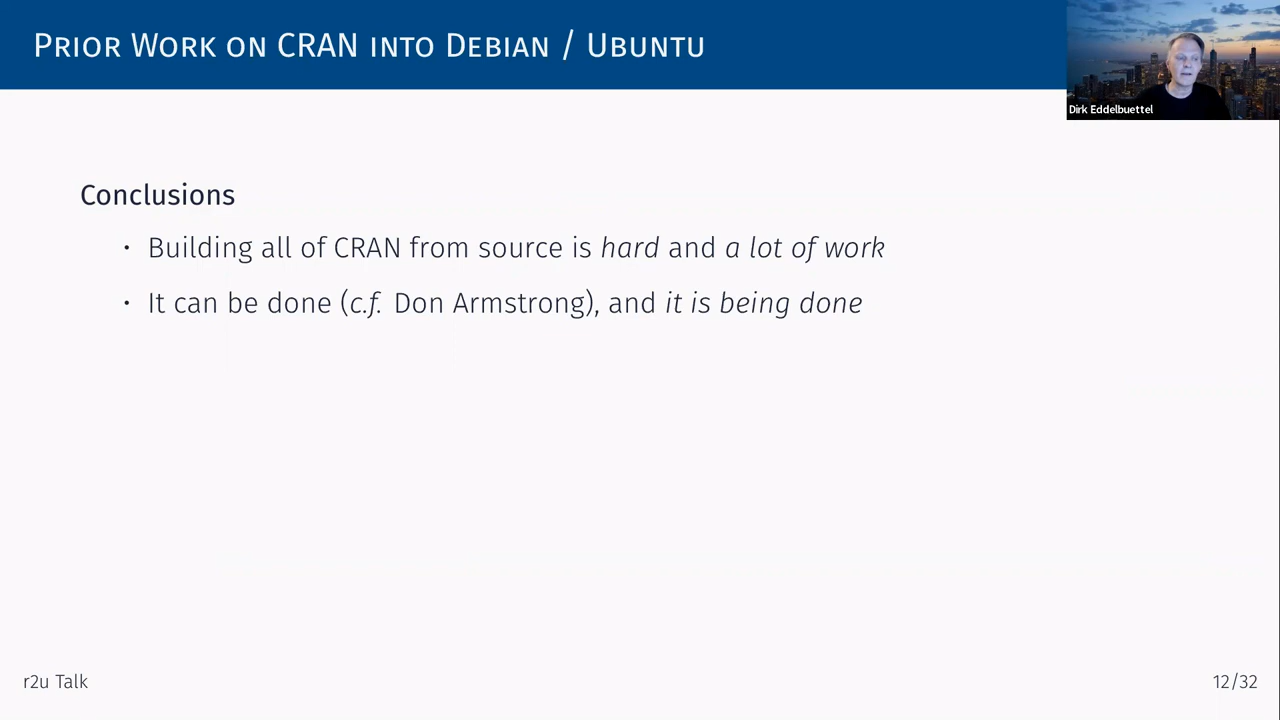 Prior Work on CRAN into Debian / Ubuntu
Dirk Eddelbuettel
Conclusions
• Building all of CRAN from source is hard and a lot of work
• It can be done (c.f. Don Armstrong), and it is being done
r2u Talk
12/32